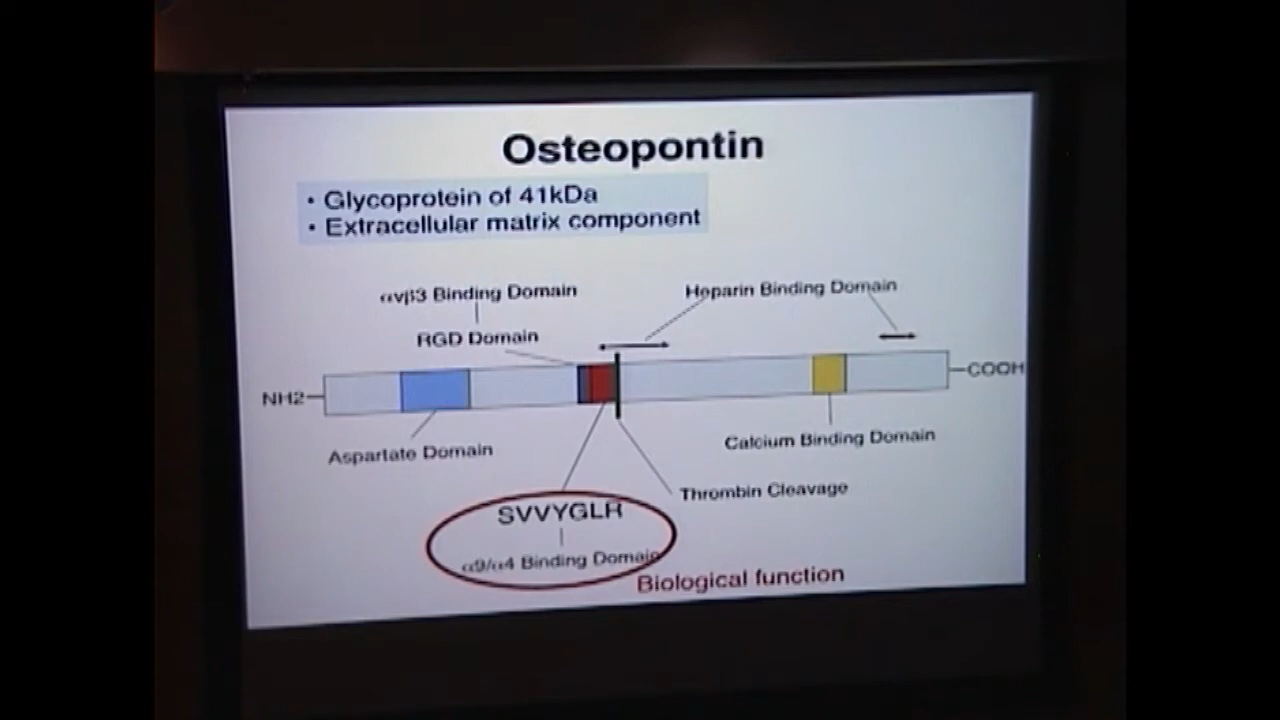 Osteopontin
• Glycoprotein of 41kDa
• Extracellular matrix component
αvβ3 Binding Domain
Heparin Binding Domain
RGD Domain
NH2
COOH
Aspartate Domain
Calcium Binding Domain
Thrombin Cleavage
SVVYGLR
α9/α4 Binding Domain
Biological function